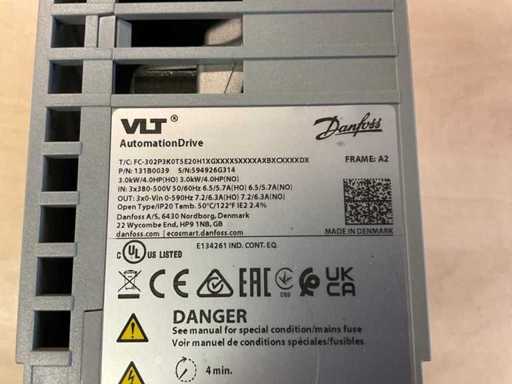 VLT ®
AutomationDrive
Danfoss
T/C: FC-302P3K0T5E20H1XGXXXXSXXXXAXBXCXXXXDX
P/N: 131B0039 S/N:594926G314
FRAME: A2
3.0kW/4.0HP(HO) 3.0kW/4.0HP(NO)
IN: 3x380-500V 50/60Hz 6.5/5.7A(HO) 6.5/5.7A(NO)
OUT: 3x0-Vin 0-590Hz 7.2/6.3A(HO) 7.2/6.3A(NO)
Open Type/IP20 Tamb. 50°C/122°F IE2 2.4%
Danfoss A/S, 6430 Nordborg, Denmark
22 Wycombe End, HP9 1NB, GB
danfoss.com | ecosmart.danfoss.com
MADE IN DENMARK
c UL US LISTED
E134261 IND. CONT. EQ.
CE EAC UK CA
DANGER
See manual for special condition/mains fuse
Voir manuel de conditions spéciales/fusibles
4 min.